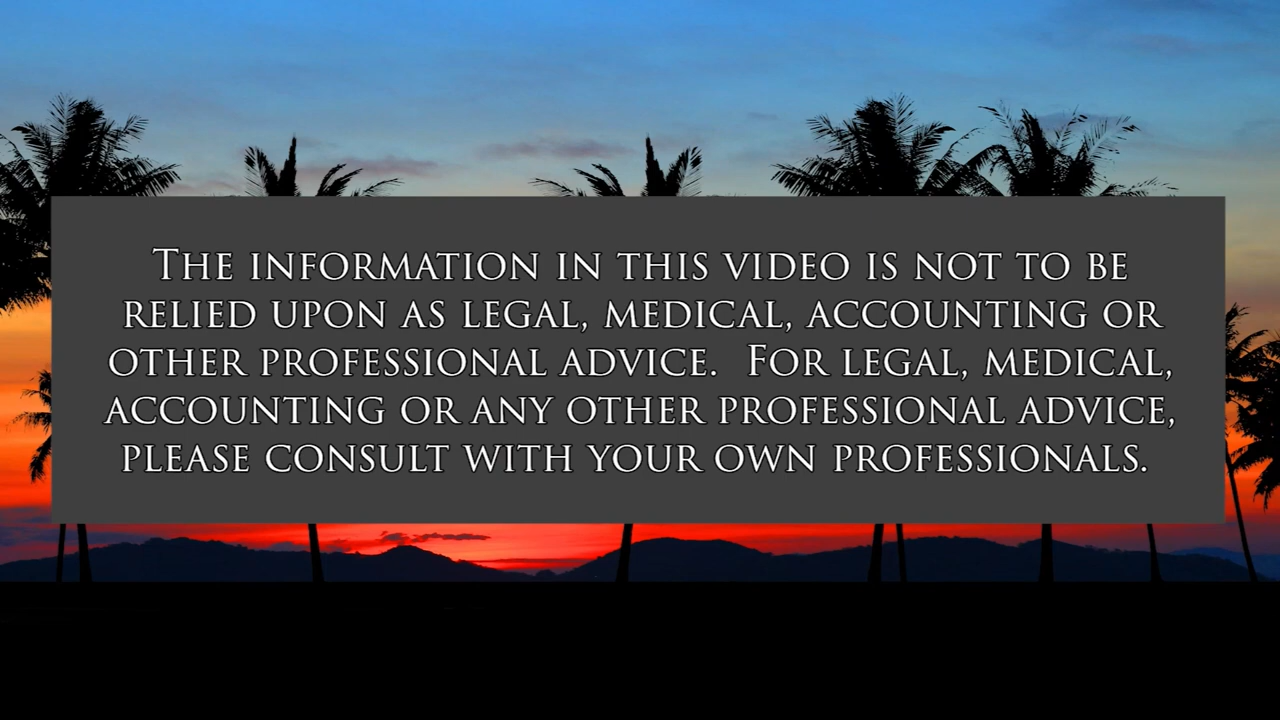 The information in this video is not to be
relied upon as legal, medical, accounting or
other professional advice.  For legal, medical,
accounting or any other professional advice,
please consult with your own professionals.